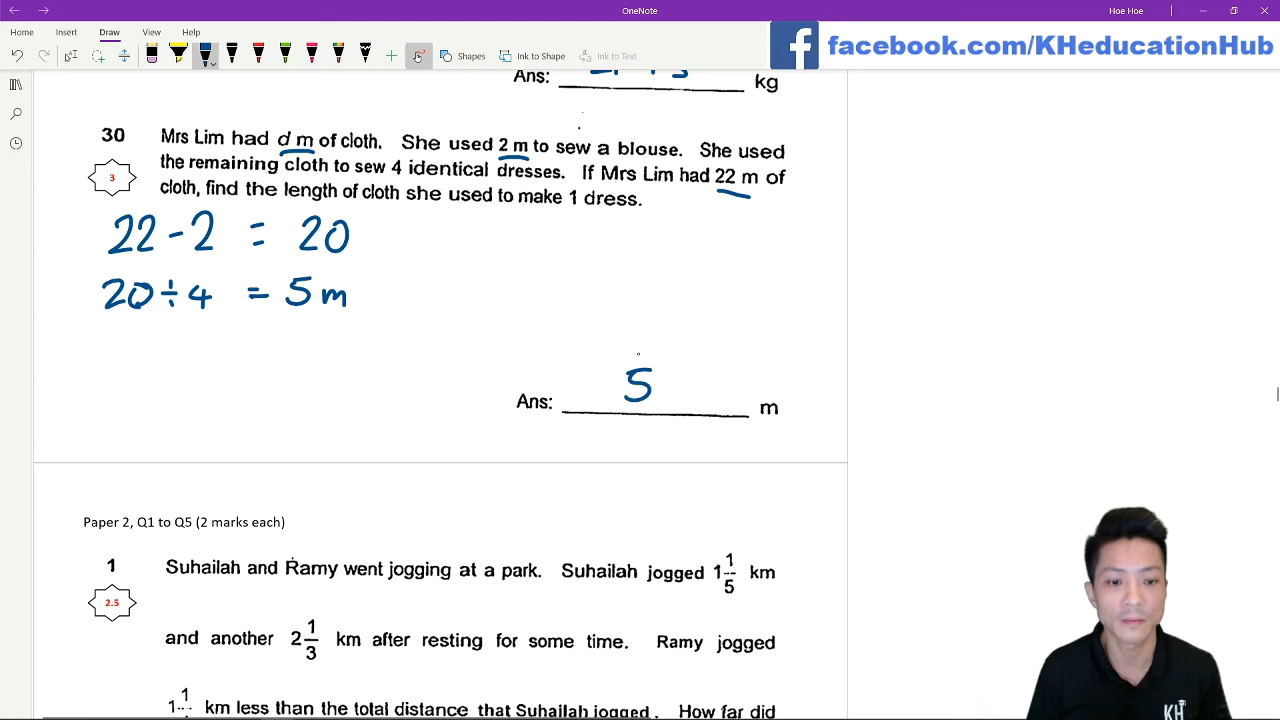 OneNote
Hoe Hoe
Home Insert Draw View Help
Shapes Ink to Shape Ink to Text
facebook.com/KHeducationHub
Ans: kg
30 Mrs Lim had d m of cloth. She used 2 m to sew a blouse. She used
3 the remaining cloth to sew 4 identical dresses. If Mrs Lim had 22 m of
cloth, find the length of cloth she used to make 1 dress.
22 - 2 = 20
20 ÷ 4 = 5 m
Ans: 5 m
Paper 2, Q1 to Q5 (2 marks each)
1 Suhailah and Ramy went jogging at a park. Suhailah jogged 1 1/5 km
2.5
and another 2 1/3 km after resting for some time. Ramy jogged
km less than the total distance that Suhailah jogged. How far did
KH